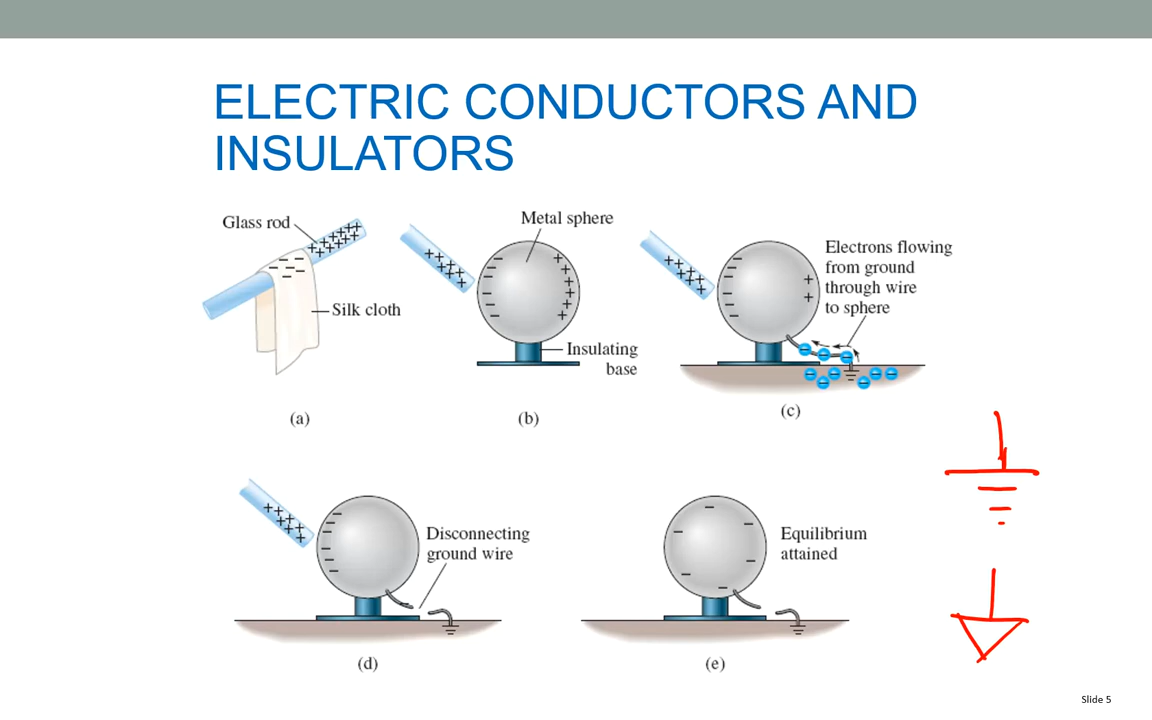 ELECTRIC CONDUCTORS AND
INSULATORS
Glass rod
Silk cloth
(a)
Metal sphere
Insulating
base
(b)
Electrons flowing
from ground
through wire
to sphere
(c)
Disconnecting
ground wire
(d)
Equilibrium
attained
(e)
Slide 5